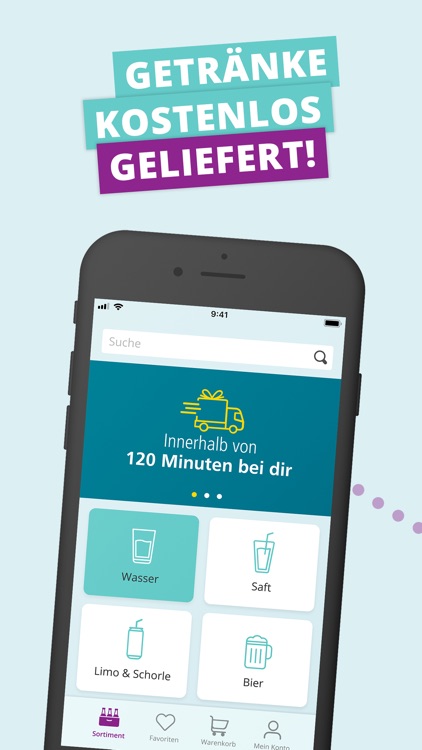 GETRÄNKE
KOSTENLOS
GELIEFERT!
9:41
Suche
Innerhalb von
120 Minuten bei dir
Wasser
Saft
Limo & Schorle
Bier
Sortiment
Favoriten
Warenkorb
Mein Konto